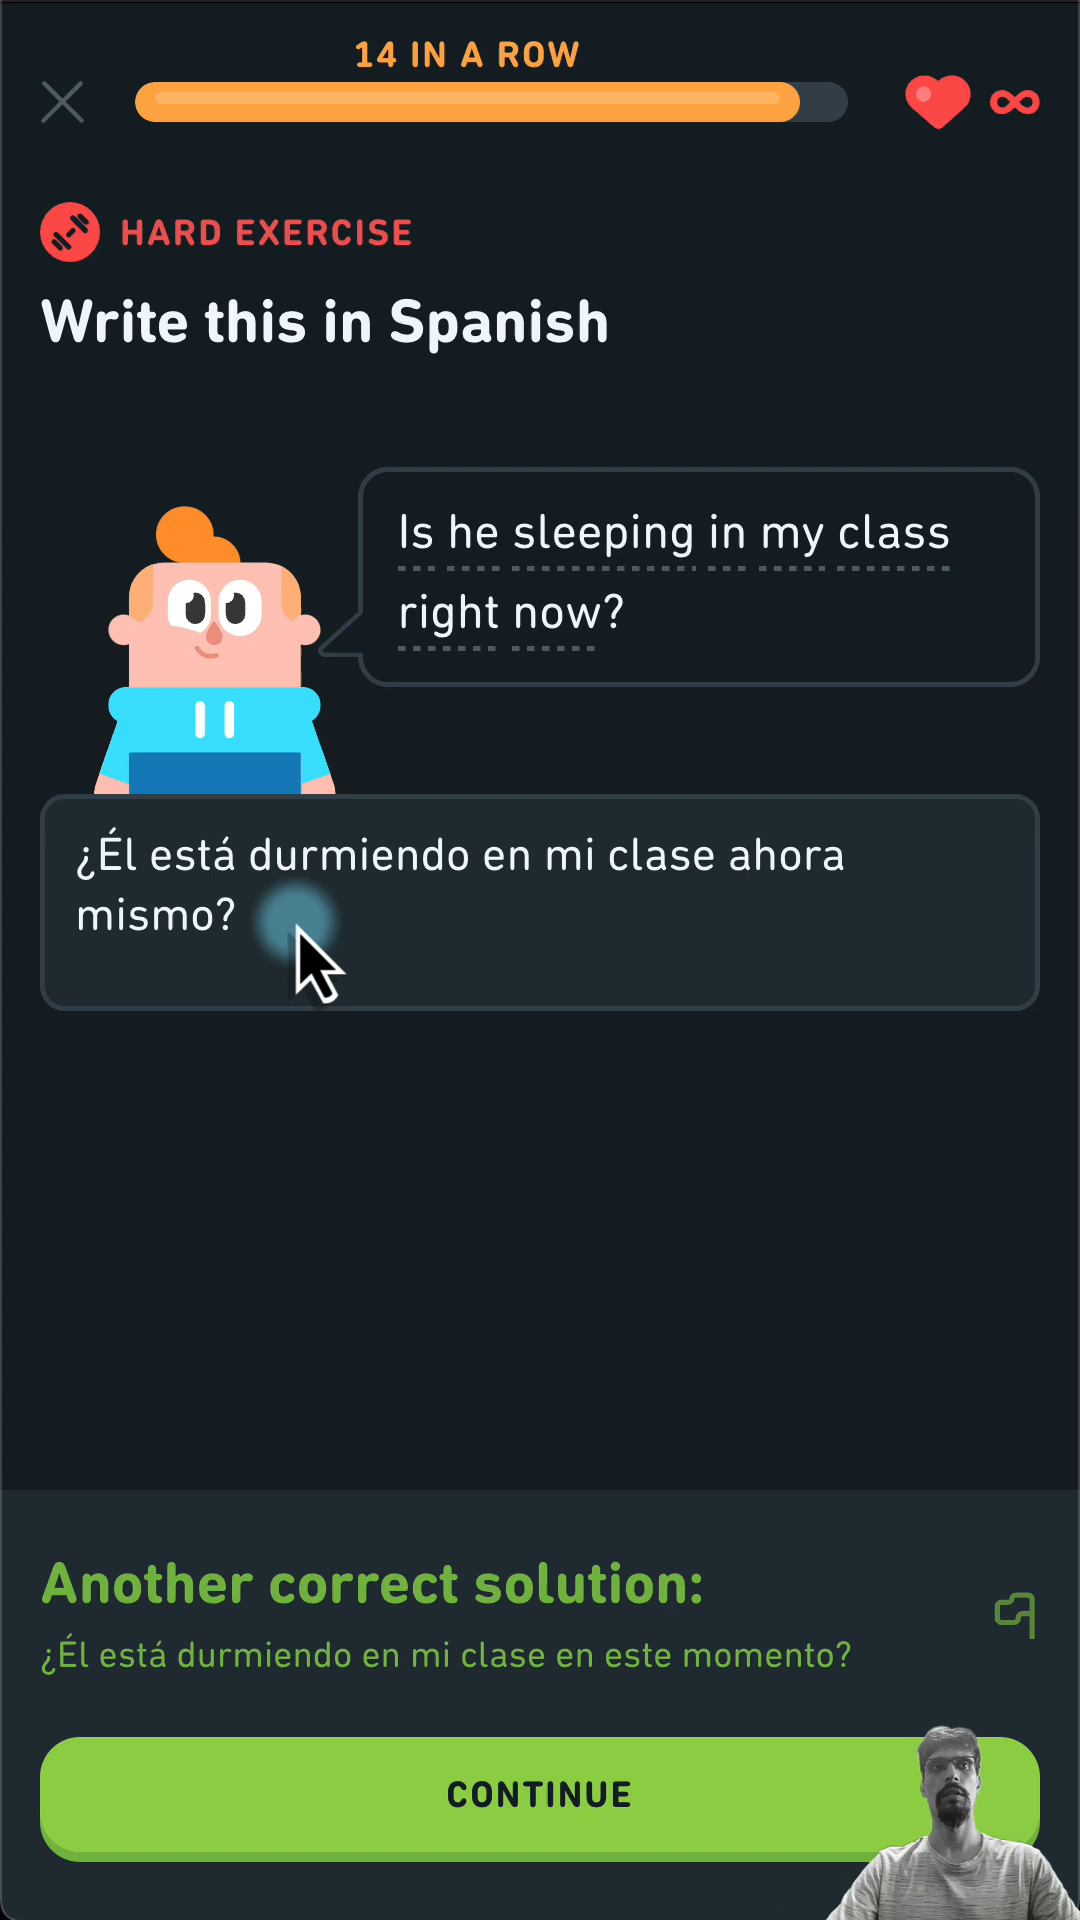 14 IN A ROW
HARD EXERCISE
Write this in Spanish
Is he sleeping in my class
right now?
¿Él está durmiendo en mi clase ahora
mismo?
Another correct solution:
¿Él está durmiendo en mi clase en este momento?
CONTINUE